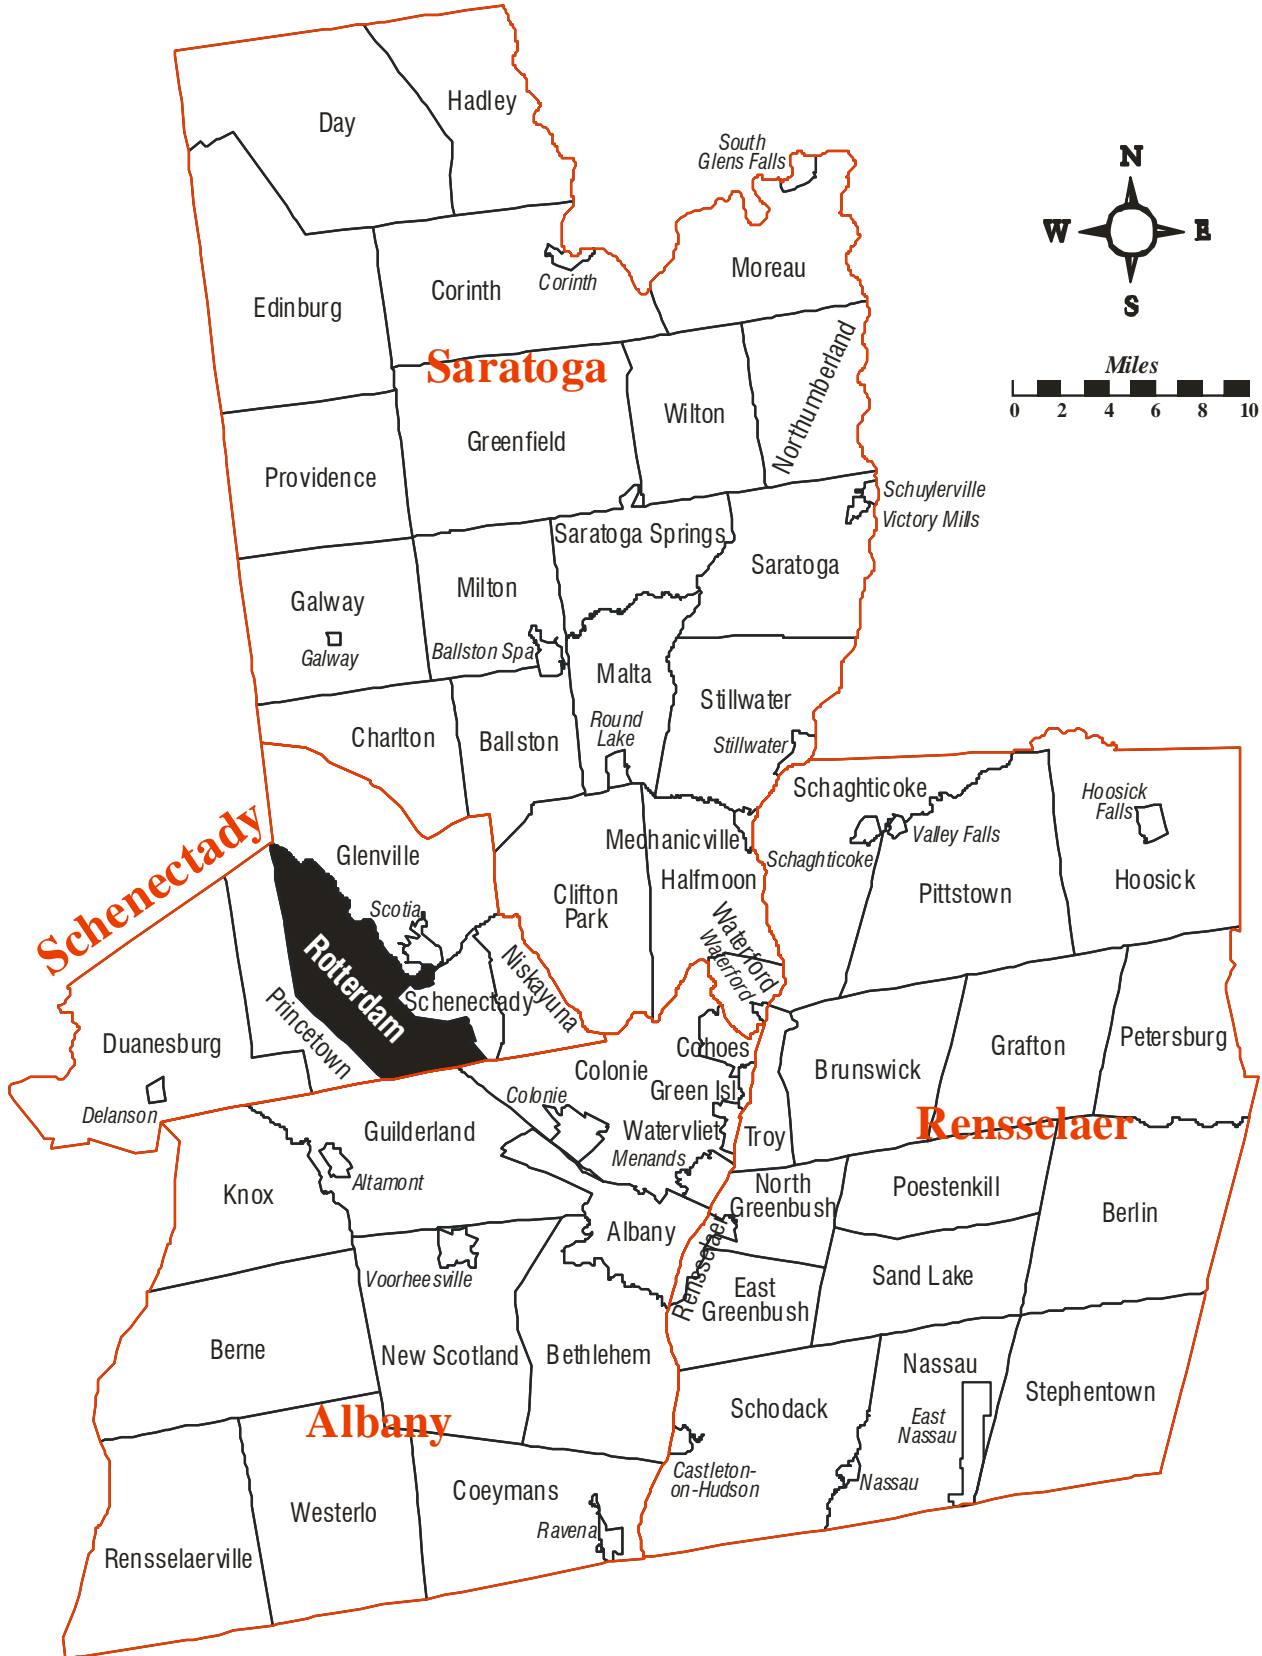 Day
Hadley
South
Glens Falls
N
W
E
S
Moreau
Edinburg
Corinth
Corinth
Northumberland
Saratoga
Miles
0 2 4 6 8 10
Wilton
Greenfield
Providence
Schuylerville
Victory Mills
Saratoga Springs
Saratoga
Milton
Galway
Galway
Ballston Spa
Malta
Stillwater
Round
Lake
Stillwater
Charlton
Ballston
Schaghticoke
Hoosick
Falls
Schenectady
Mechanicville
Schaghticoke
Valley Falls
Glenville
Halfmoon
Hoosick
Pittstown
Clifton
Park
Scotia
Waterford
Waterford
Rotterdam
Niskayuna
Schenectady
Princetown
Duanesburg
Cohoes
Petersburg
Grafton
Colonie
Brunswick
Green Isl
Colonie
Delanson
Rensselaer
Guilderland
Watervliet
Troy
Menands
Altamont
Knox
North
Greenbush
Poestenkill
Berlin
Albany
Rensselaer
Voorheesville
Sand Lake
East
Greenbush
Berne
New Scotland
Bethlehem
Nassau
Stephentown
Schodack
Albany
East
Nassau
Castleton-
on-Hudson
Nassau
Coeymans
Westerlo
Ravena
Rensselaerville